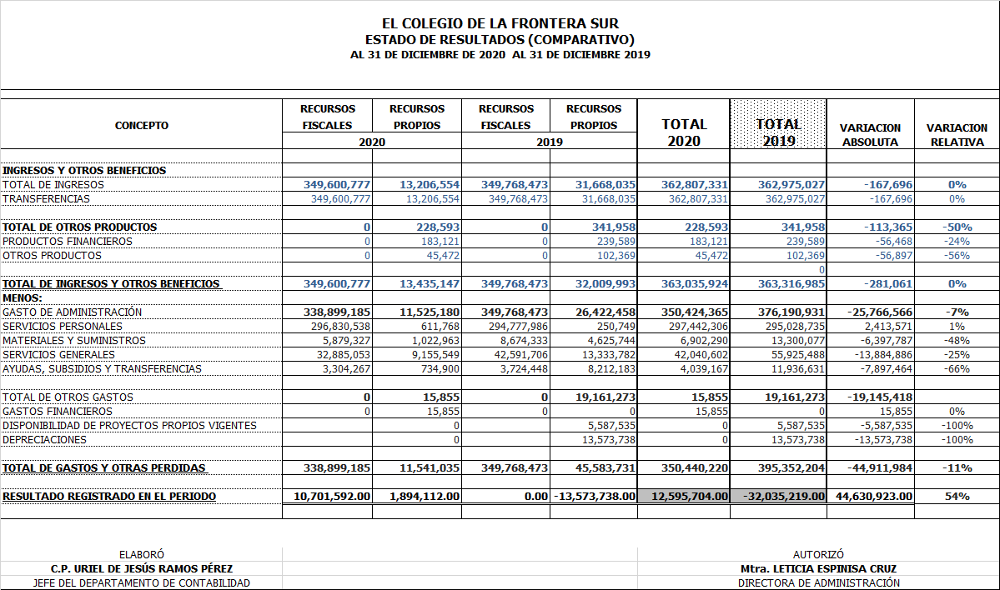 EL COLEGIO DE LA FRONTERA SUR
ESTADO DE RESULTADOS (COMPARATIVO)
AL 31 DE DICIEMBRE DE 2020 AL 31 DE DICIEMBRE 2019
CONCEPTO RECURSOS FISCALES RECURSOS PROPIOS RECURSOS FISCALES RECURSOS PROPIOS TOTAL 2020 TOTAL 2019 VARIACION ABSOLUTA VARIACION RELATIVA
2020 2019
INGRESOS Y OTROS BENEFICIOS
TOTAL DE INGRESOS 349,600,777 13,206,554 349,768,473 31,668,035 362,807,331 362,975,027 -167,696 0%
TRANSFERENCIAS 349,600,777 13,206,554 349,768,473 31,668,035 362,807,331 362,975,027 -167,696 0%
TOTAL DE OTROS PRODUCTOS 0 228,593 0 341,958 228,593 341,958 -113,365 -50%
PRODUCTOS FINANCIEROS 0 183,121 0 239,589 183,121 239,589 -56,468 -24%
OTROS PRODUCTOS 0 45,472 0 102,369 45,472 102,369 -56,897 -56%
0
TOTAL DE INGRESOS Y OTROS BENEFICIOS 349,600,777 13,435,147 349,768,473 32,009,993 363,035,924 363,316,985 -281,061 0%
MENOS:
GASTO DE ADMINISTRACIÓN 338,899,185 11,525,180 349,768,473 26,422,458 350,424,365 376,190,931 -25,766,566 -7%
SERVICIOS PERSONALES 296,830,538 611,768 294,777,986 250,749 297,442,306 295,028,735 2,413,571 1%
MATERIALES Y SUMINISTROS 5,879,327 1,022,963 8,674,333 4,625,744 6,902,290 13,300,077 -6,397,787 -48%
SERVICIOS GENERALES 32,885,053 9,155,549 42,591,706 13,333,782 42,040,602 55,925,488 -13,884,886 -25%
AYUDAS, SUBSIDIOS Y TRANSFERENCIAS 3,304,267 734,900 3,724,448 8,212,183 4,039,167 11,936,631 -7,897,464 -66%
TOTAL DE OTROS GASTOS 0 15,855 0 19,161,273 15,855 19,161,273 -19,145,418
GASTOS FINANCIEROS 0 15,855 0 0 15,855 0 15,855 0%
DISPONIBILIDAD DE PROYECTOS PROPIOS VIGENTES 0 5,587,535 0 5,587,535 -5,587,535 -100%
DEPRECIACIONES 0 13,573,738 0 13,573,738 -13,573,738 -100%
TOTAL DE GASTOS Y OTRAS PERDIDAS 338,899,185 11,541,035 349,768,473 45,583,731 350,440,220 395,352,204 -44,911,984 -11%
RESULTADO REGISTRADO EN EL PERIODO 10,701,592.00 1,894,112.00 0.00 -13,573,738.00 12,595,704.00 -32,035,219.00 44,630,923.00 54%
ELABORÓ AUTORIZÓ
C.P. URIEL DE JESÚS RAMOS PÉREZ Mtra. LETICIA ESPINISA CRUZ
JEFE DEL DEPARTAMENTO DE CONTABILIDAD DIRECTORA DE ADMINISTRACIÓN